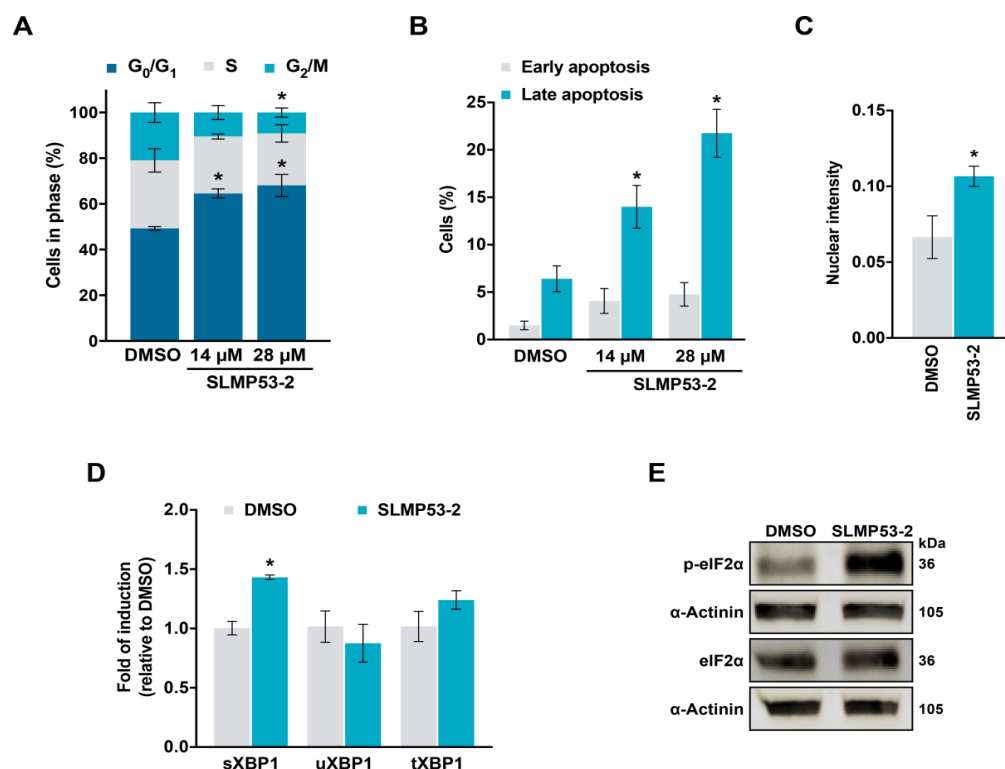 A
G0/G1 S G2/M
* *
*
Cells in phase (%)
100
80
60
40
20
0
DMSO 14 µM 28 µM
SLMP53-2
B
Early apoptosis
Late apoptosis
*
*
Cells (%)
25
20
15
10
5
0
DMSO 14 µM 28 µM
SLMP53-2
C
*
Nuclear intensity
0.15
0.10
0.05
0.00
DMSO
SLMP53-2
D
DMSO SLMP53-2
*
Fold of induction
(relative to DMSO)
2.0
1.5
1.0
0.5
0.0
sXBP1 uXBP1 tXBP1
E
DMSO SLMP53-2 kDa
p-eIF2α 36
α-Actinin 105
eIF2α 36
α-Actinin 105